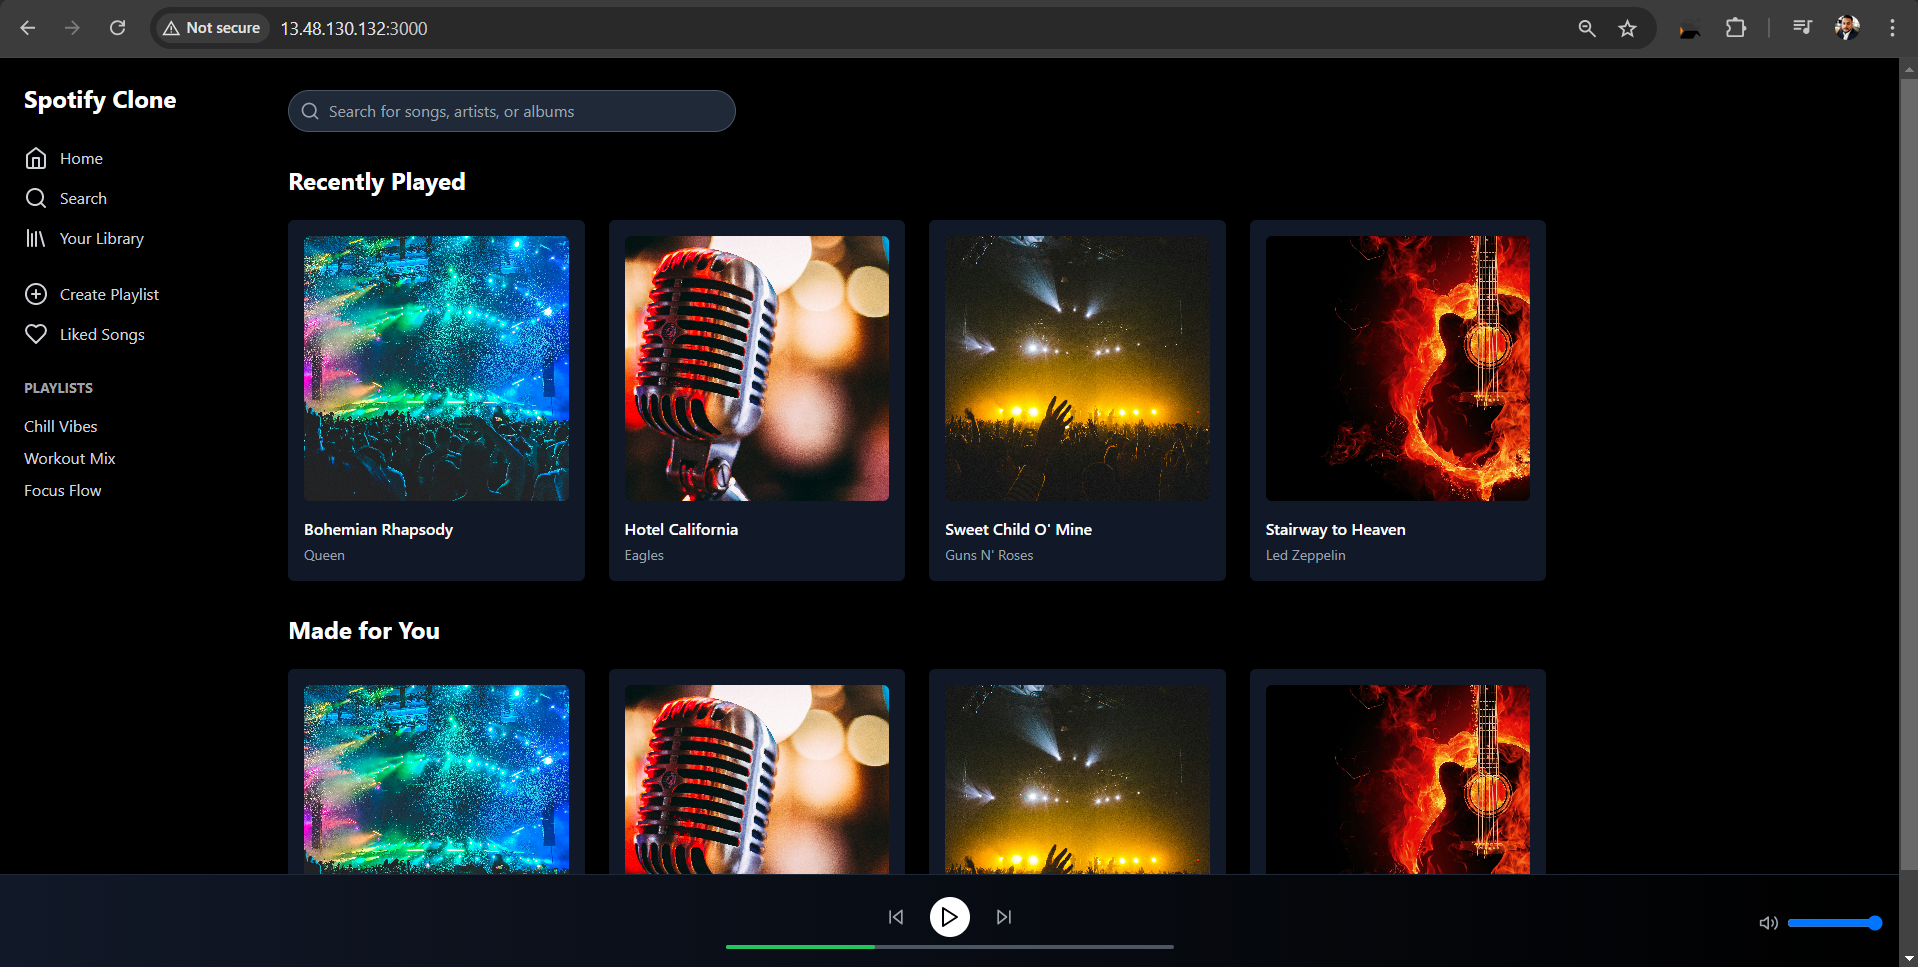 Not secure
13.48.130.132:3000
Spotify Clone
Home
Search
Your Library
Create Playlist
Liked Songs
PLAYLISTS
Chill Vibes
Workout Mix
Focus Flow
Search for songs, artists, or albums
Recently Played
Bohemian Rhapsody
Queen
Hotel California
Eagles
Sweet Child O' Mine
Guns N' Roses
Stairway to Heaven
Led Zeppelin
Made for You